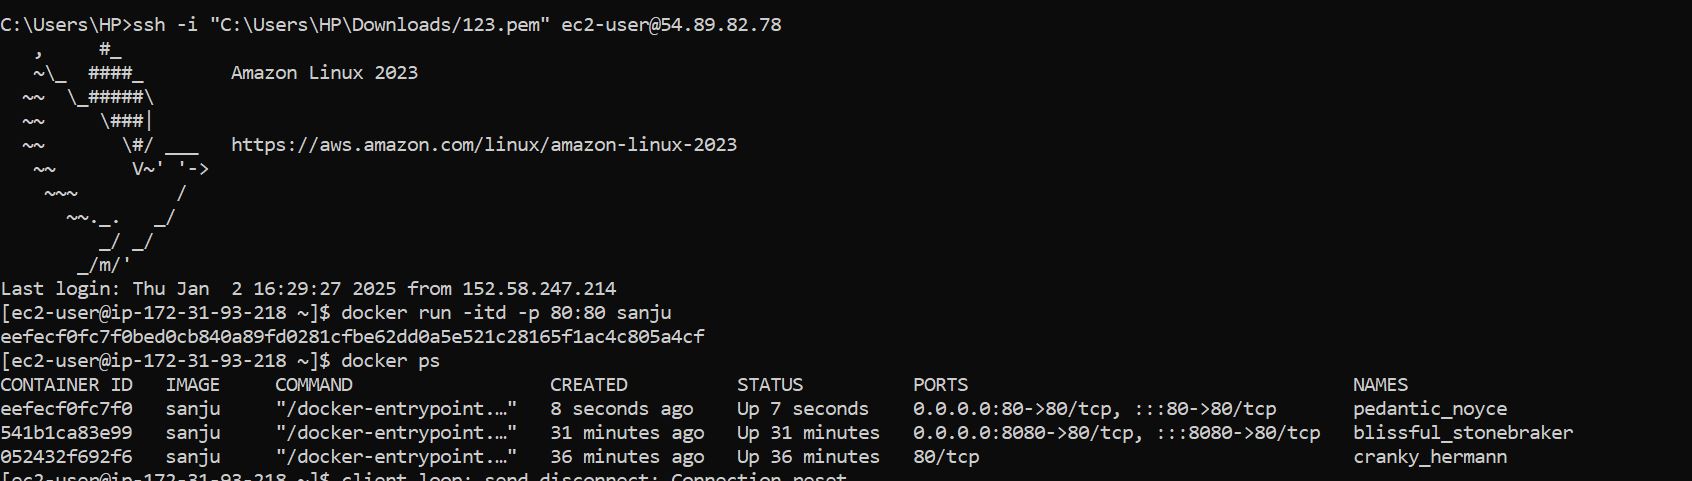 C:\Users\HP>ssh -i "C:\Users\HP\Downloads/123.pem" ec2-user@54.89.82.78
   ,     #_
   ~\_  ####_        Amazon Linux 2023
  ~~  \_#####\
  ~~     \###|
  ~~       \#/ ___   https://aws.amazon.com/linux/amazon-linux-2023
   ~~       V~' '->
    ~~~         /
      ~~._.   _/
         _/ _/
       _/m/'
Last login: Thu Jan  2 16:29:27 2025 from 152.58.247.214
[ec2-user@ip-172-31-93-218 ~]$ docker run -itd -p 80:80 sanju
eefecf0fc7f0bed0cb840a89fd0281cfbe62dd0a5e521c28165f1ac4c805a4cf
[ec2-user@ip-172-31-93-218 ~]$ docker ps
CONTAINER ID   IMAGE     COMMAND                  CREATED          STATUS          PORTS                                   NAMES
eefecf0fc7f0   sanju     "/docker-entrypoint.…"   8 seconds ago    Up 7 seconds    0.0.0.0:80->80/tcp, :::80->80/tcp       pedantic_noyce
541b1ca83e99   sanju     "/docker-entrypoint.…"   31 minutes ago   Up 31 minutes   0.0.0.0:8080->80/tcp, :::8080->80/tcp   blissful_stonebraker
052432f692f6   sanju     "/docker-entrypoint.…"   36 minutes ago   Up 36 minutes   80/tcp                                  cranky_hermann
[ec2-user@ip-172-31-93-218 ~]$ client_loop: send disconnect: Connection reset